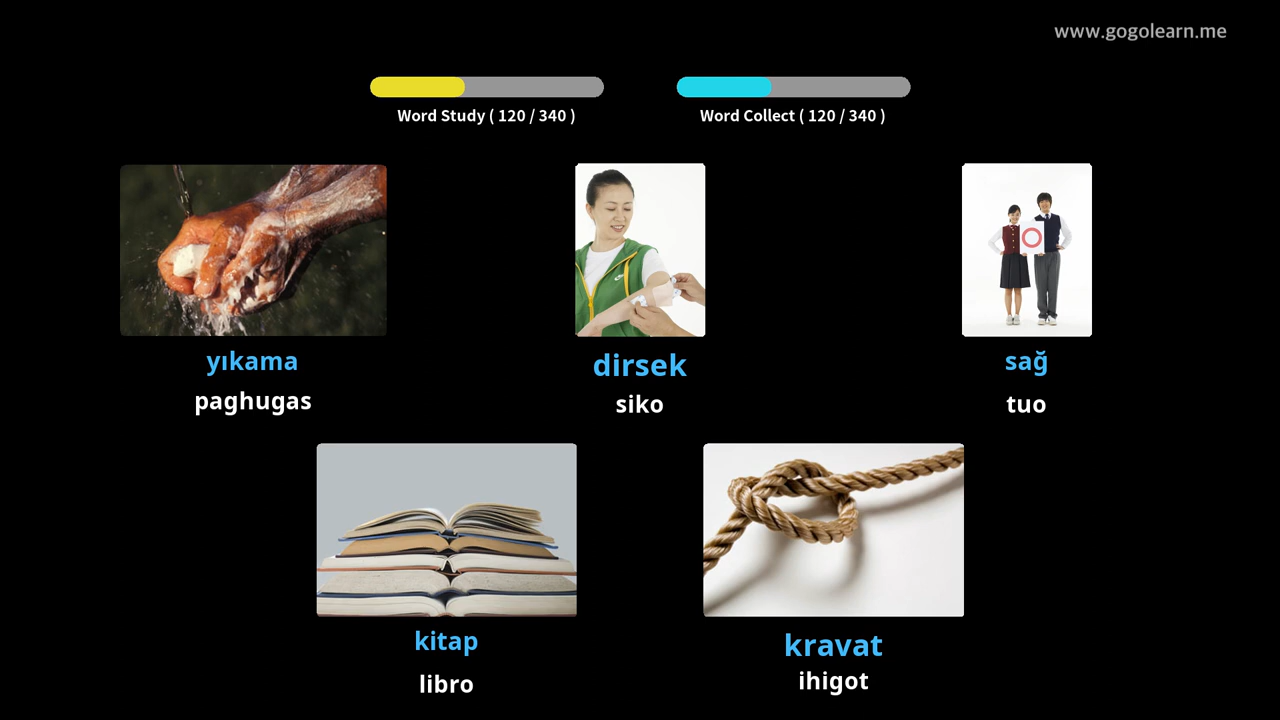 www.gogolearn.me
Word Study ( 120 / 340 )
Word Collect ( 120 / 340 )
yıkama
paghugas
dirsek
siko
sağ
tuo
kitap
libro
kravat
ihigot